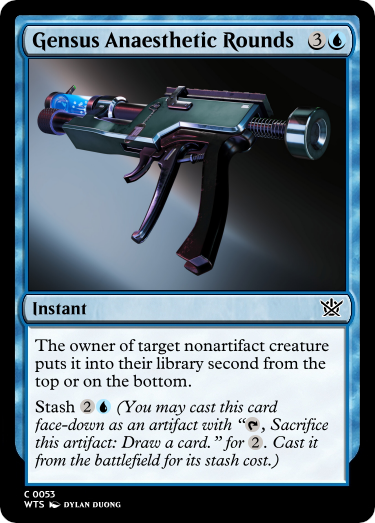 Gensus Anaesthetic Rounds 3
Instant
The owner of target nonartifact creature
puts it into their library second from the
top or on the bottom.
Stash 2 (You may cast this card
face-down as an artifact with “, Sacrifice
this artifact: Draw a card.” for 2. Cast it
from the battlefield for its stash cost.)
C 0053
WTS DYLAN DUONG